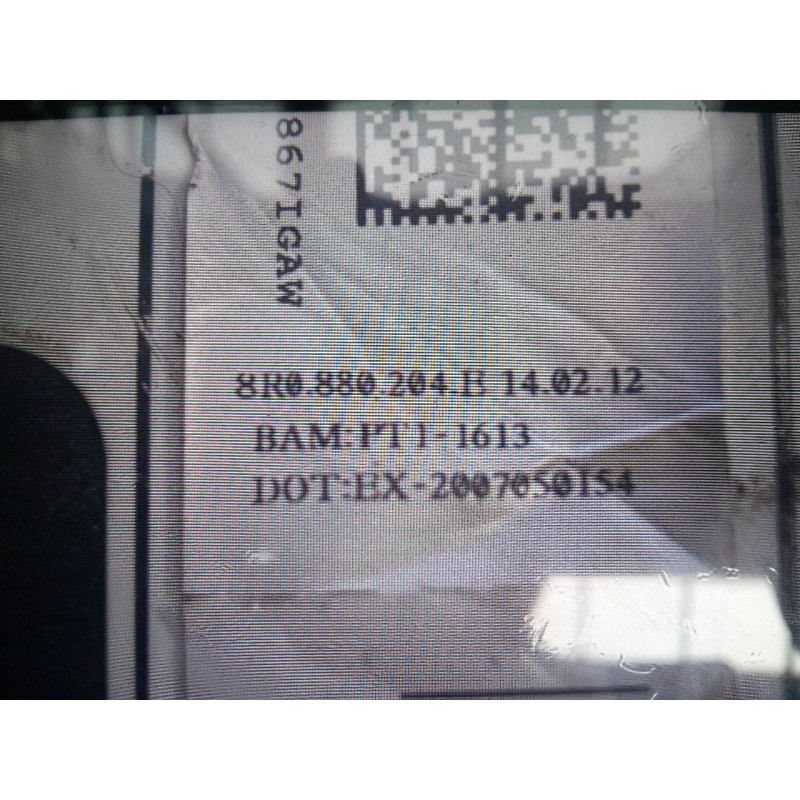 867IGAW
8R0.880.204.E 14.02.12
BAM:PT1-1613
DOT:EX-2007050154